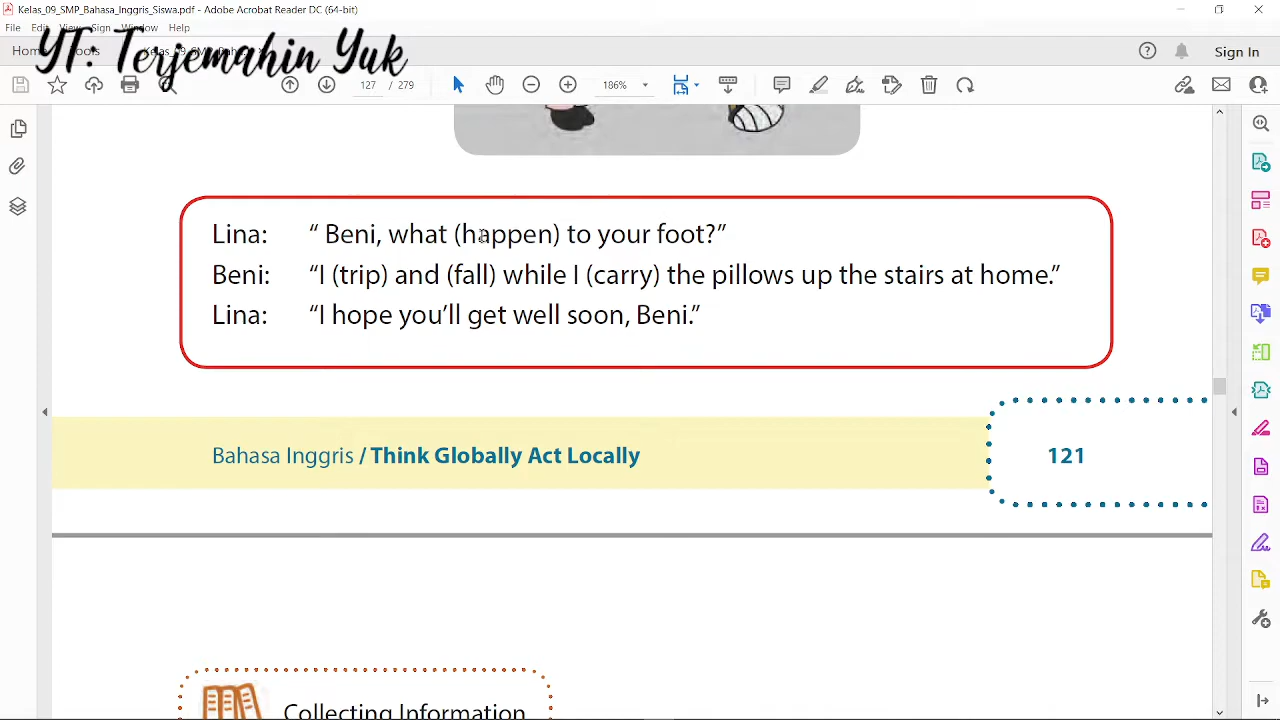 Kelas_09_SMP_Bahasa_Inggris_Siswa.pdf - Adobe Acrobat Reader DC (64-bit)
File Edit View Sign Window Help
YT: Terjemahin Yuk
Sign In
127 / 279
186%
Lina: “ Beni, what (happen) to your foot?”
Beni: “I (trip) and (fall) while I (carry) the pillows up the stairs at home.”
Lina: “I hope you’ll get well soon, Beni.”
Bahasa Inggris / Think Globally Act Locally
121
Collecting Information